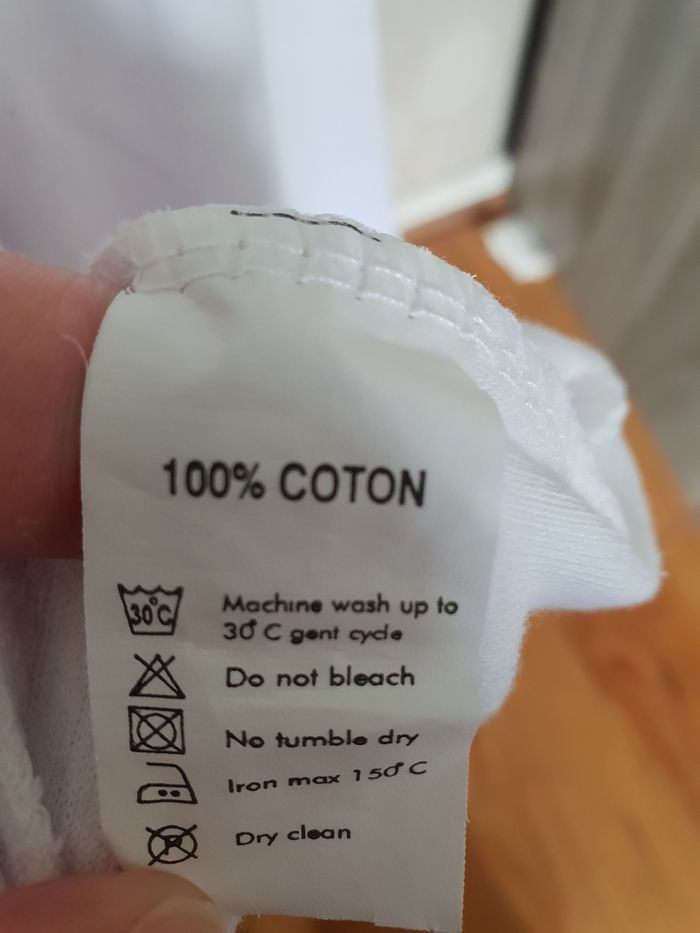 100% COTON
30°C
Machine wash up to
30°C gent cycle
Do not bleach
No tumble dry
Iron max 150°C
P
Dry clean